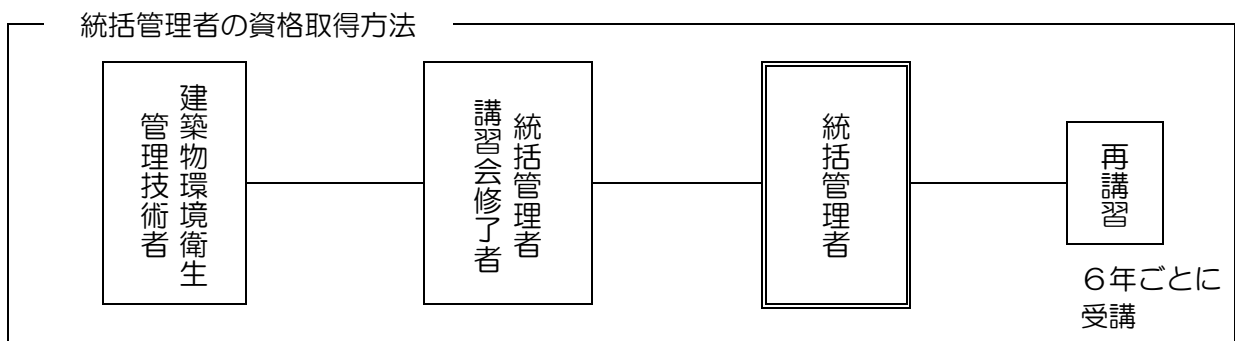 統括管理者の資格取得方法
建築物環境衛生
管理技術者
統括管理者
講習会修了者
統括管理者
再講習
６年ごとに
受講